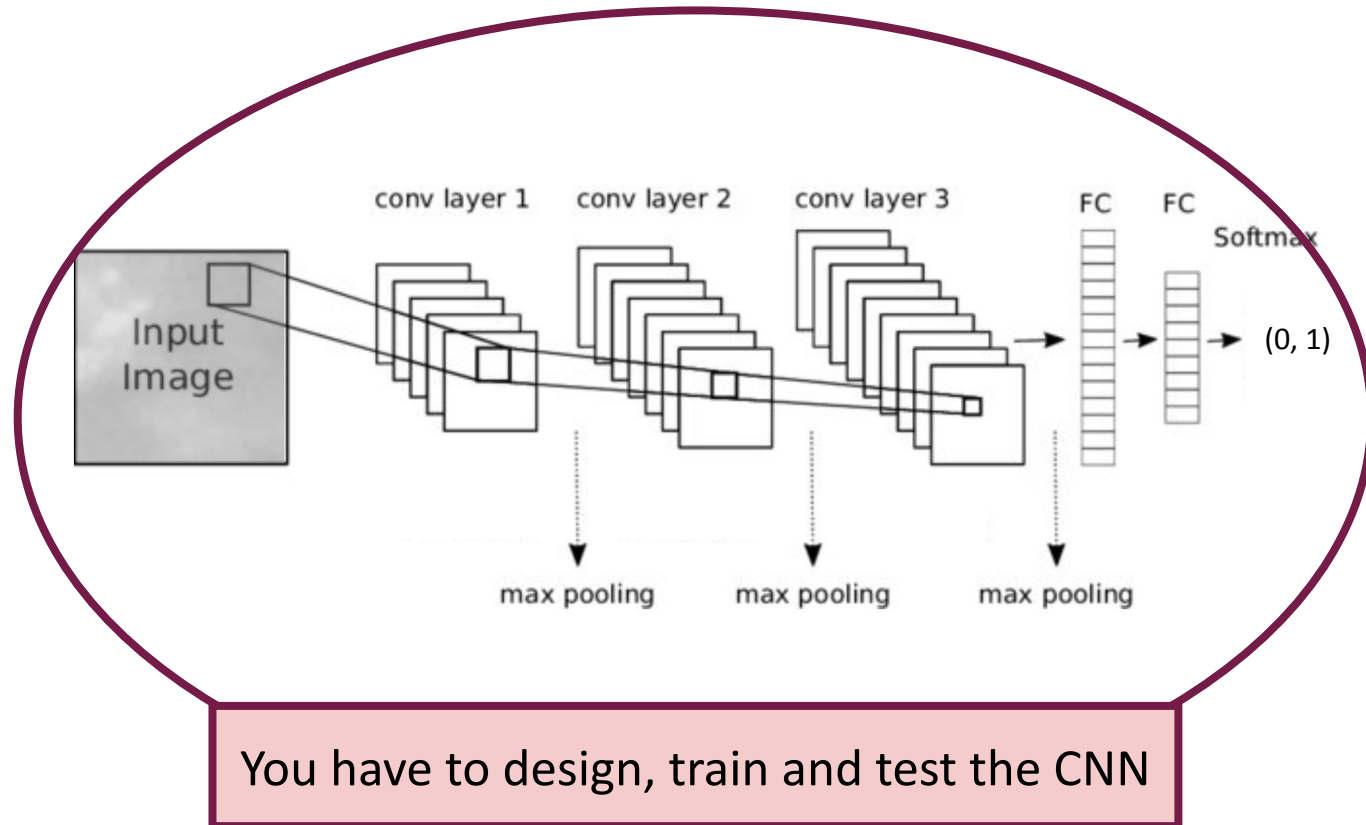 conv layer 1
conv layer 2
conv layer 3
FC
FC
Softmax
Input
Image
(0, 1)
max pooling
max pooling
max pooling
You have to design, train and test the CNN